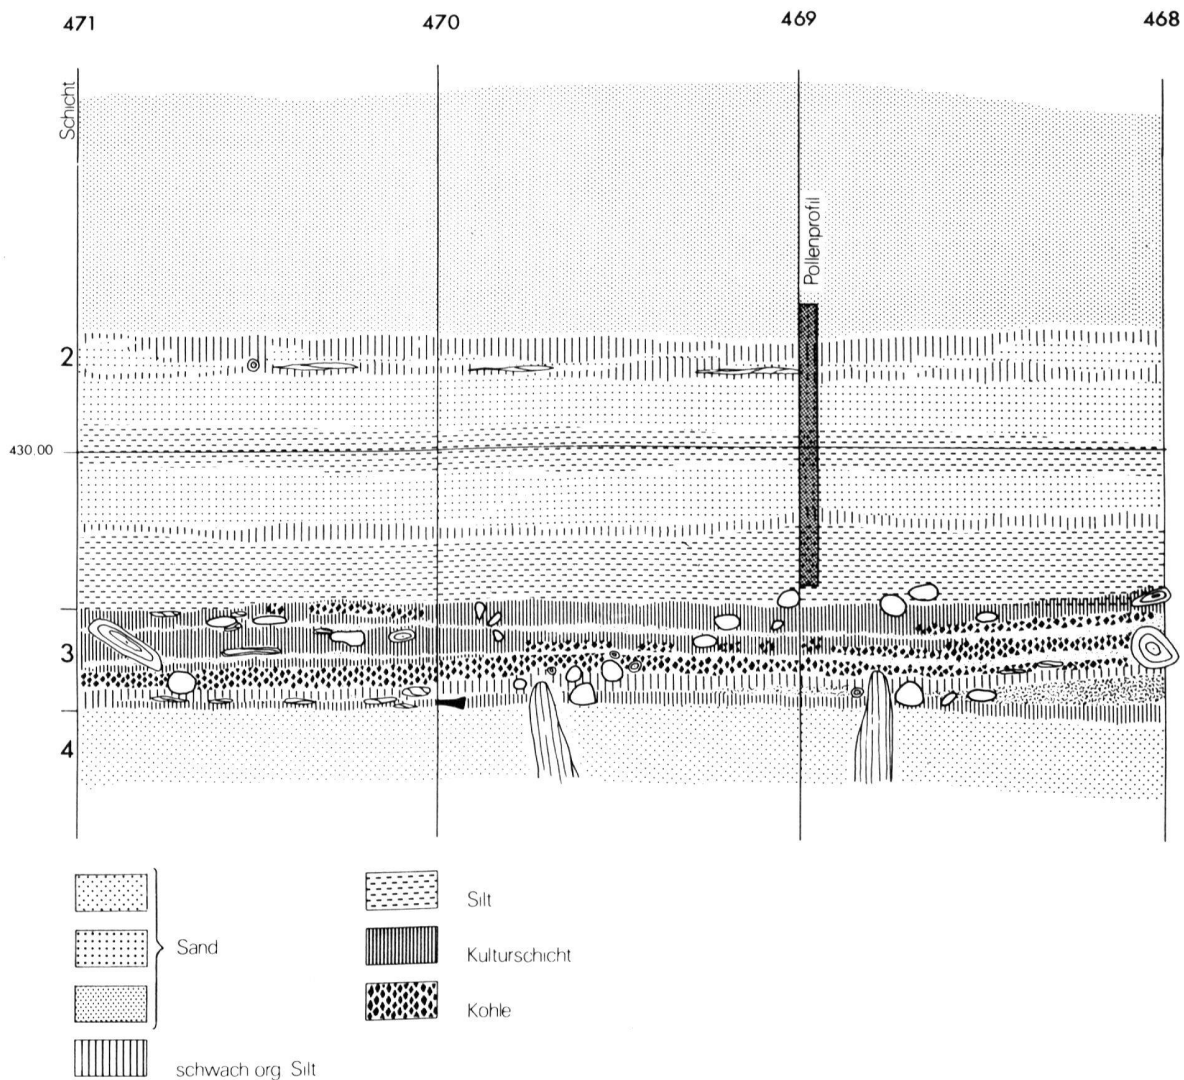 471 470 469 468
Schicht
Pollenprofil
2
430.00
3
4
Silt
Sand
Kulturschicht
Kohle
schwach org. Silt